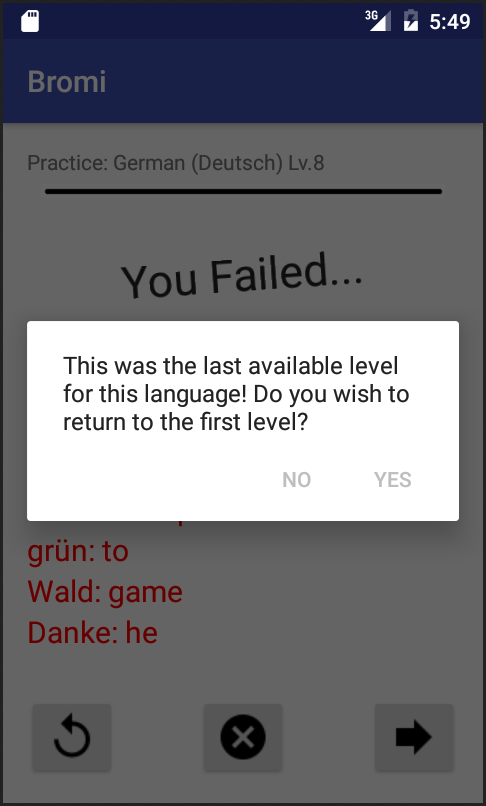 3G 5:49
Bromi
Practice: German (Deutsch) Lv.8
You Failed...
This was the last available level
for this language! Do you wish to
return to the first level?
NO YES
grün: to
Wald: game
Danke: he